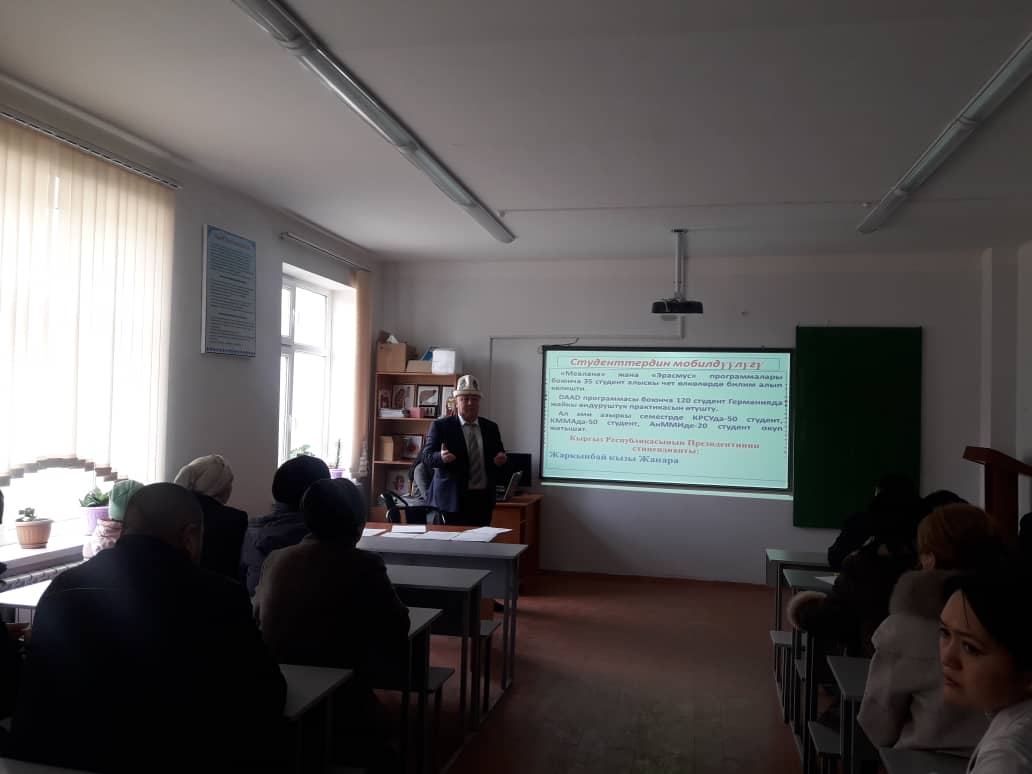 Студенттердин мобилдүүлүгү
«Мевлана» жана «Эрасмус» программалары
боюнча 35 студент алыскы чет өлкөлөрдө билим алып
келишти.
DAAD программасы боюнча 120 студент Германияда
жайкы өндүрүштүк практикасын өтүштү.
Ал эми азыркы семестрде КРСУда-50 студент,
КММАда-50 студент, АнММИде-20 студент окуп
жатышат.
Кыргыз Республикасынын Президентинин
стипендианты:
Жаркынбай кызы Жанара